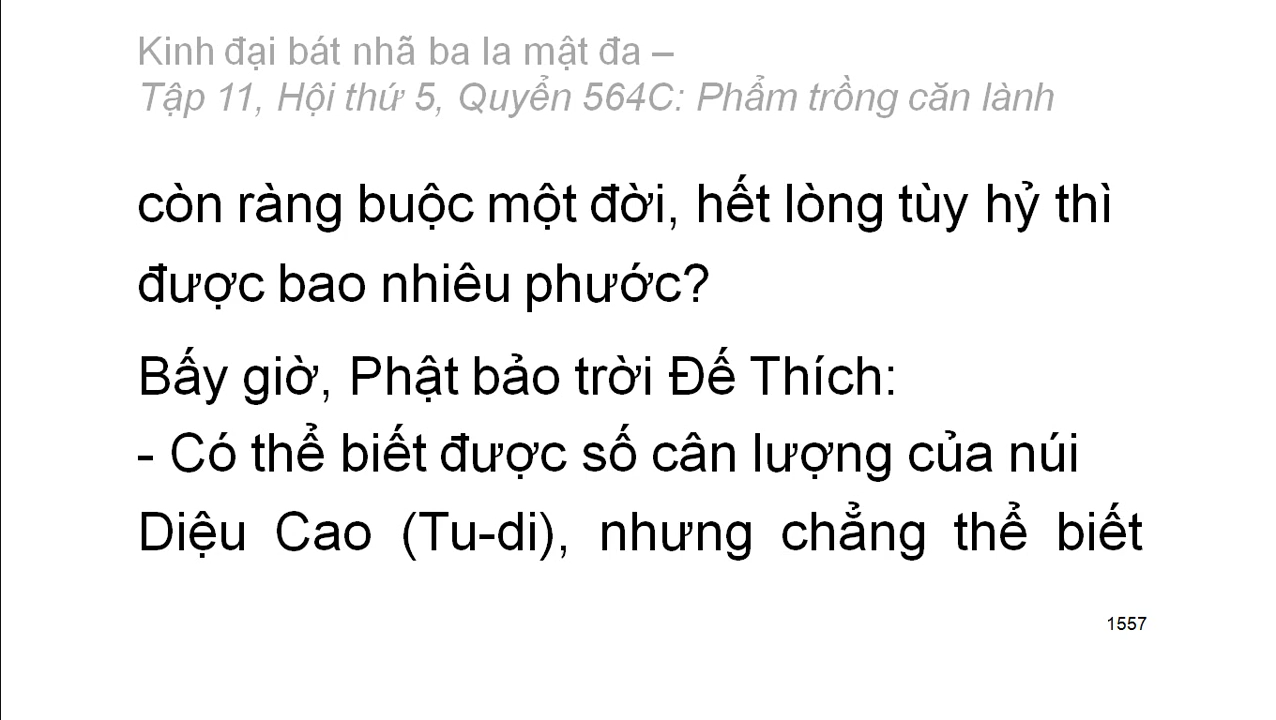 Kinh đại bát nhã ba la mật đa –
Tập 11, Hội thứ 5, Quyển 564C: Phẩm trồng căn lành
còn ràng buộc một đời, hết lòng tùy hỷ thì
được bao nhiêu phước?
Bấy giờ, Phật bảo trời Đế Thích:
- Có thể biết được số cân lượng của núi
Diệu Cao (Tu-di), nhưng chẳng thể biết
1557